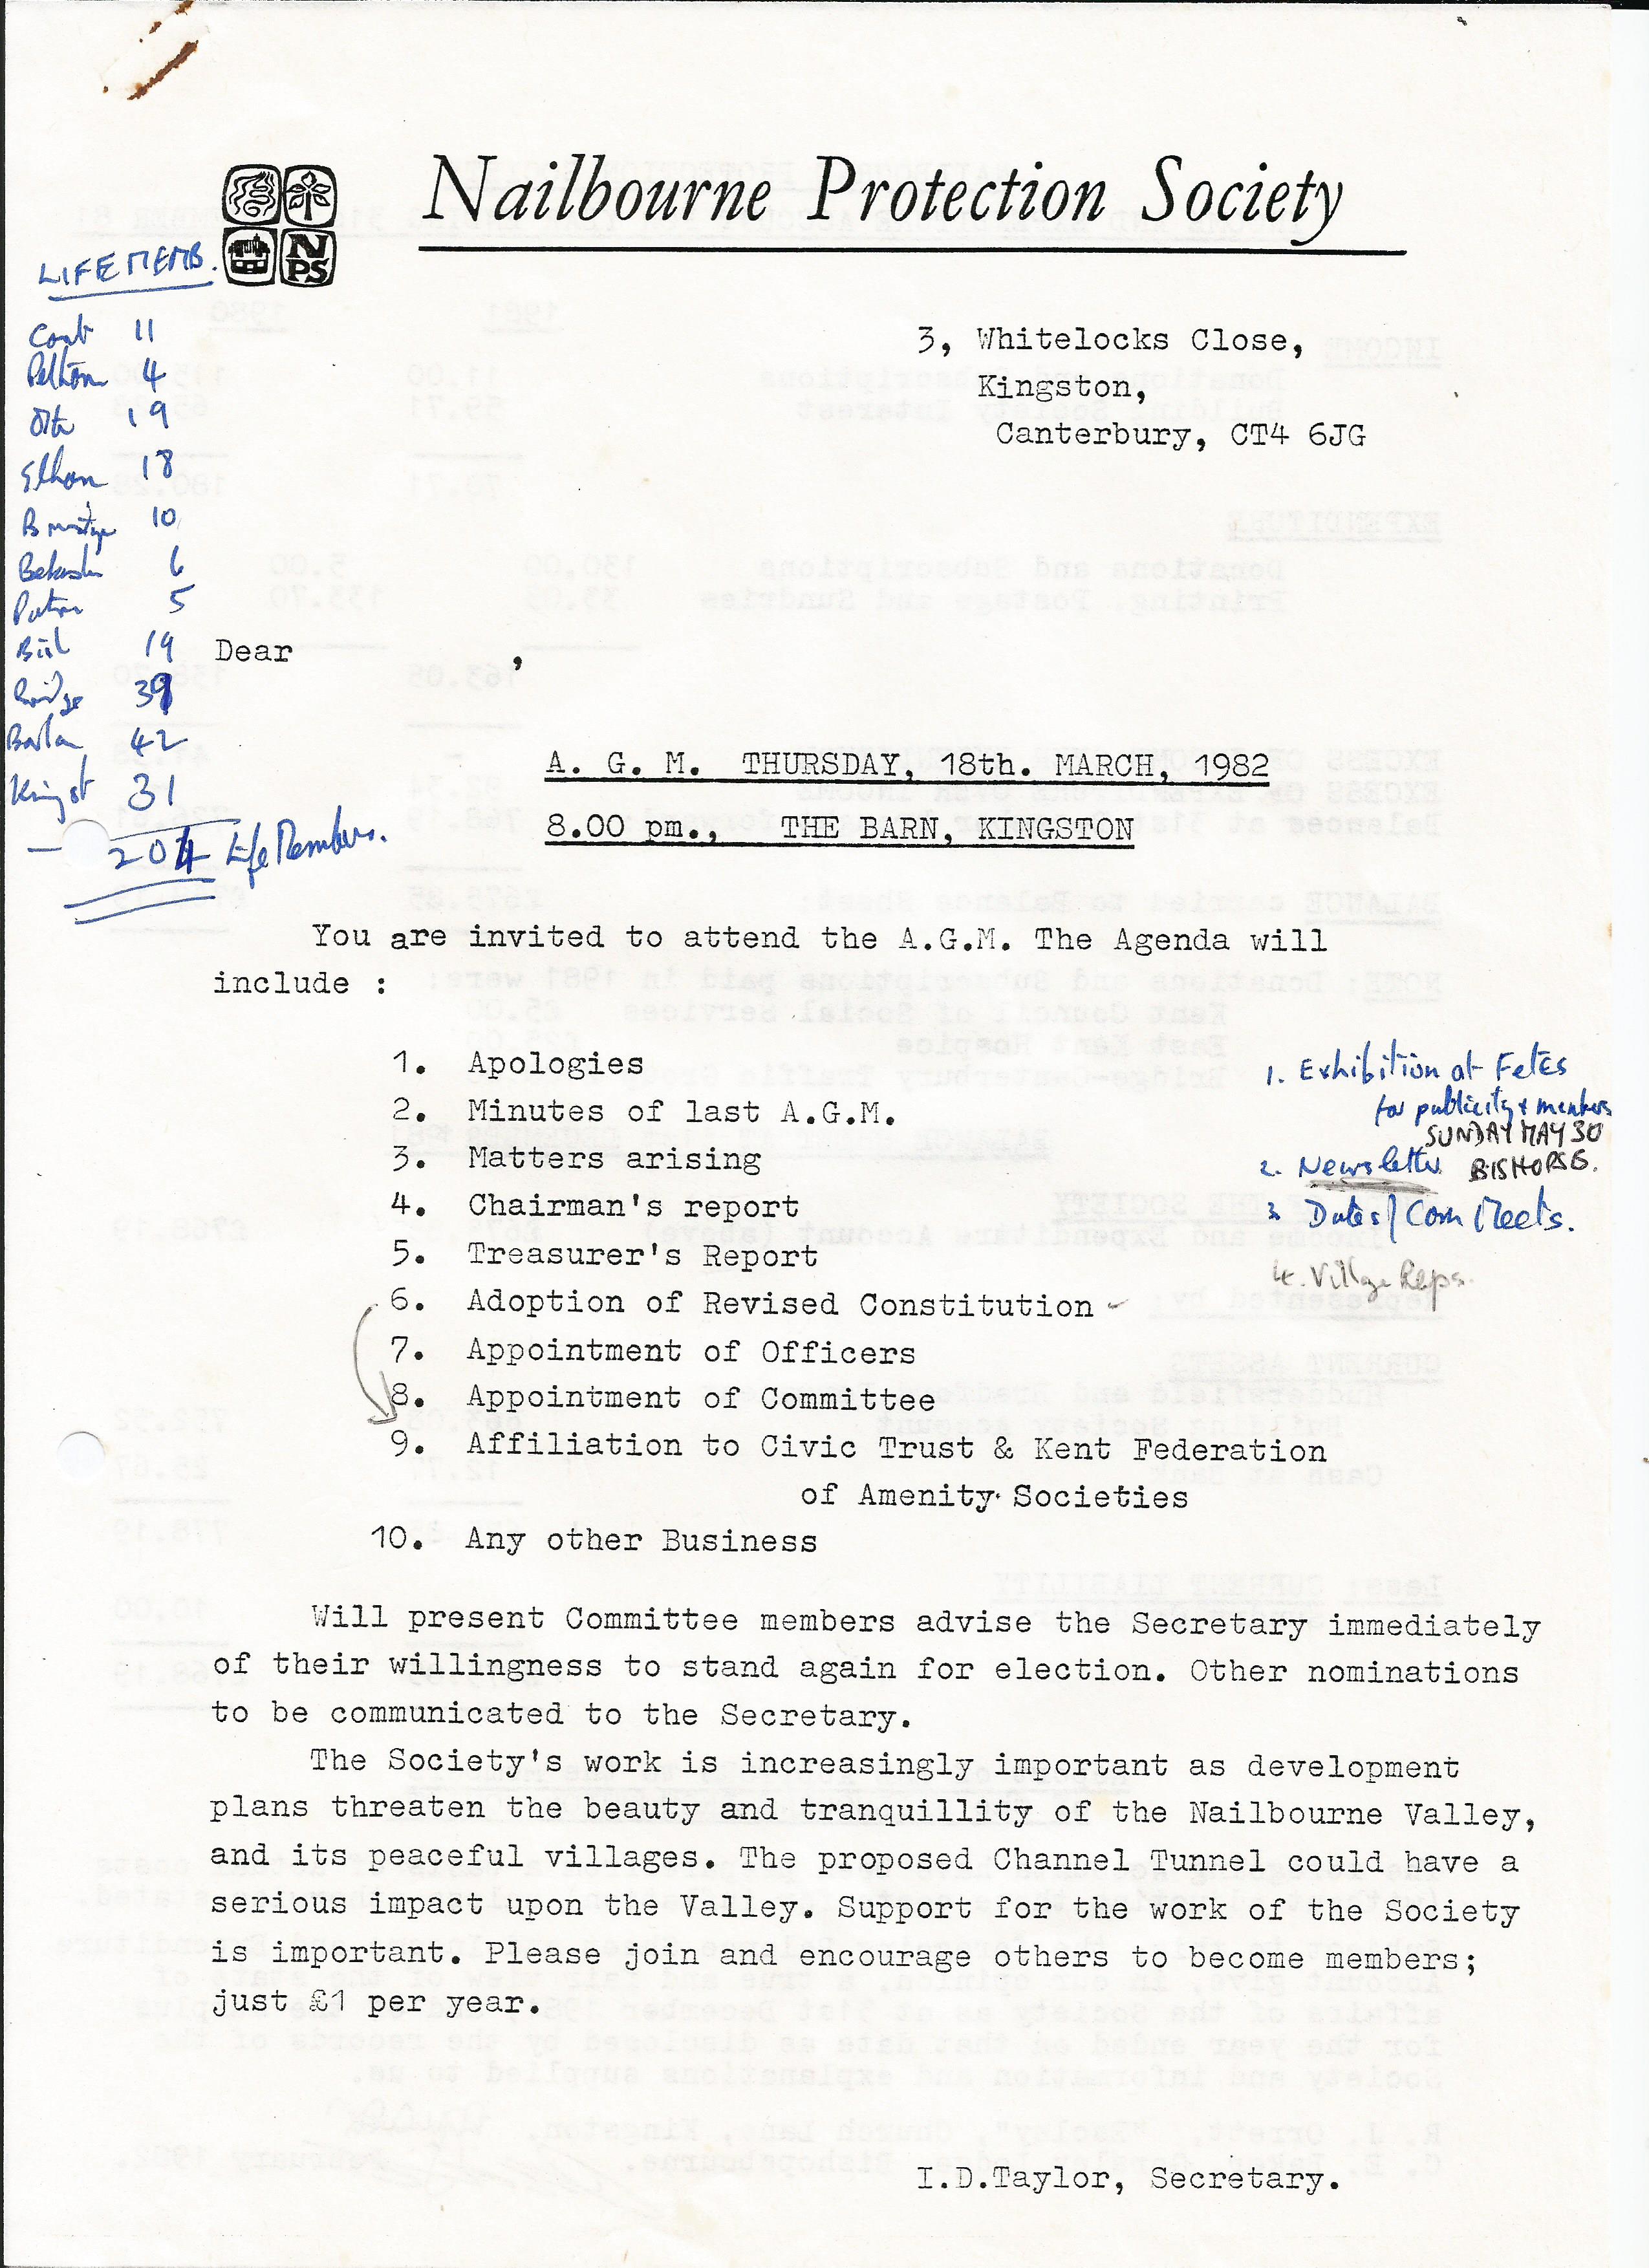 Nailbourne Protection Society
N
PS
LIFE MEMB.
3, Whitelocks Close,
Kingston,
Canterbury, CT4 6JG
Cant 11
Pelham 4
19
Elham 18
10
6
Patrix 5
19
Bridge 39
Barham 42
Kingst 31
204 Life Members.
Dear ,
A. G. M. THURSDAY, 18th. MARCH, 1982
8.00 pm., THE BARN, KINGSTON
You are invited to attend the A.G.M. The Agenda will
include :
1. Apologies
2. Minutes of last A.G.M.
3. Matters arising
4. Chairman's report
5. Treasurer's Report
6. Adoption of Revised Constitution
7. Appointment of Officers
8. Appointment of Committee
9. Affiliation to Civic Trust & Kent Federation
of Amenity Societies
10. Any other Business
1. Exhibition at Fetes
for publicity & members
SUNDAY MAY 30
2. Newsletter BISHOPSB.
3 Dates / Com Meets.
4. Village Reps.
Will present Committee members advise the Secretary immediately
of their willingness to stand again for election. Other nominations
to be communicated to the Secretary.
The Society's work is increasingly important as development
plans threaten the beauty and tranquillity of the Nailbourne Valley,
and its peaceful villages. The proposed Channel Tunnel could have a
serious impact upon the Valley. Support for the work of the Society
is important. Please join and encourage others to become members;
just £1 per year.
I.D.Taylor, Secretary.